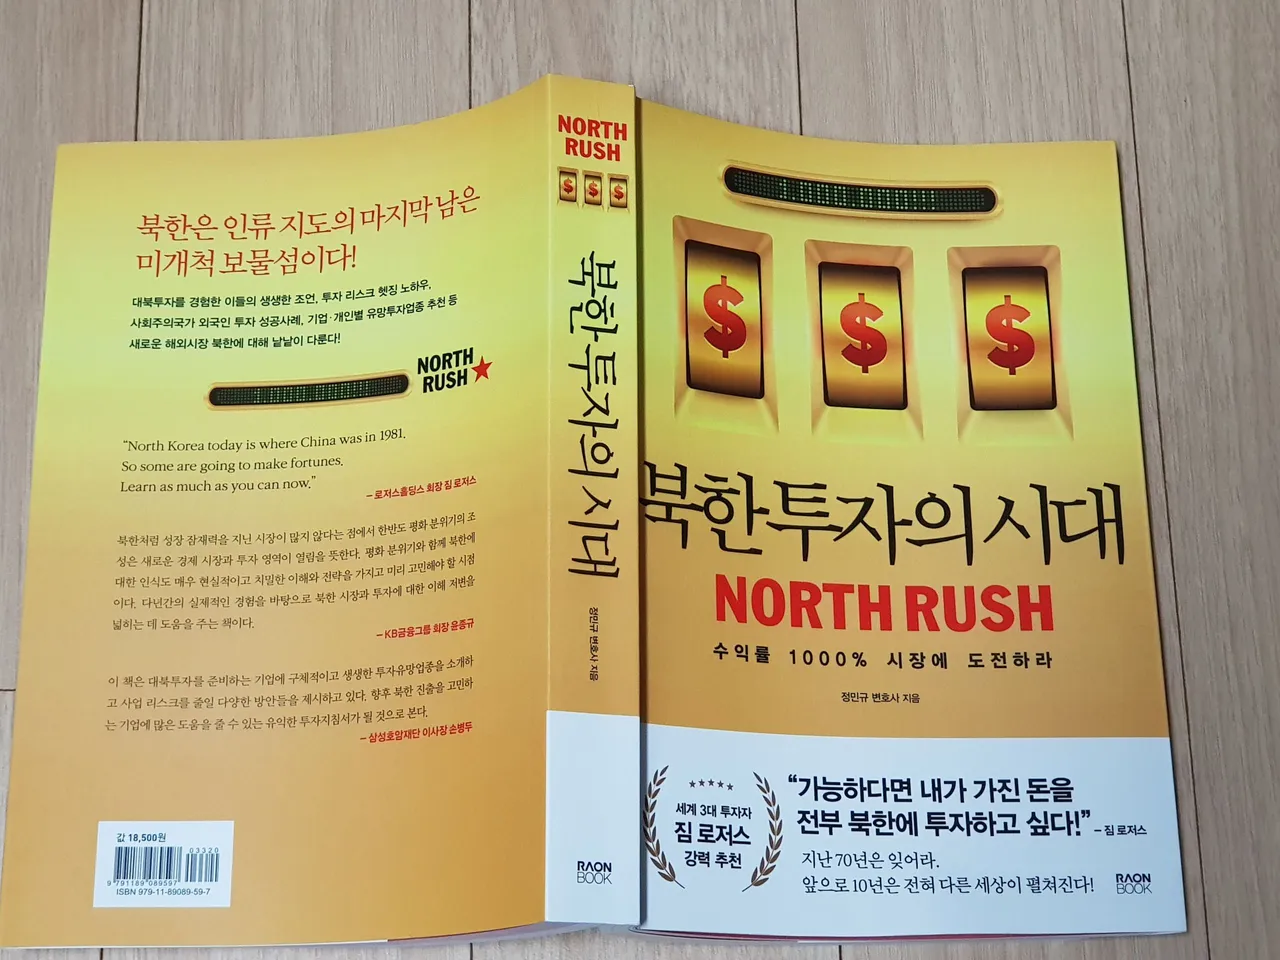 북한은 인류 지도의 마지막 남은
미개척 보물섬이다!
대북투자를 경험한 이들의 생생한 조언, 투자 리스크 헷징 노하우,
사회주의국가 외국인 투자 성공사례, 기업·개인별 유망투자업종 추천 등
새로운 해외시장 북한에 대해 낱낱이 다룬다!
NORTH
RUSH
“North Korea today is where China was in 1981.
So some are going to make fortunes.
Learn as much as you can now.”
– 로저스홀딩스 회장 짐 로저스
북한처럼 성장 잠재력을 지닌 시장이 많지 않다는 점에서 한반도 평화 분위기의 조
성은 새로운 경제 시장과 투자 영역이 열림을 뜻한다. 평화 분위기와 함께 북한에
대한 인식도 매우 현실적이고 치밀한 이해와 전략을 가지고 미리 고민해야 할 시점
이다. 다년간의 실제적인 경험을 바탕으로 북한 시장과 투자에 대한 이해 저변을
넓히는 데 도움을 주는 책이다.
– KB금융그룹 회장 윤종규
이 책은 대북투자를 준비하는 기업에 구체적이고 생생한 투자유망업종을 소개하
고 사업 리스크를 줄일 다양한 방안들을 제시하고 있다. 향후 북한 진출을 고민하
는 기업에 많은 도움을 줄 수 있는 유익한 투자지침서가 될 것으로 본다.
– 삼성호암재단 이사장 손병두
값 18,500원
03320
9 791189 089597
ISBN 979-11-89089-59-7
NORTH
RUSH
$ $ $
북한 투자의 시대
정민규 변호사 지음
RAON
BOOK
$ $ $
북한 투자의 시대
NORTH RUSH
수익률 1000% 시장에 도전하라
정민규 변호사 지음
세계 3대 투자자
짐 로저스
강력 추천
“가능하다면 내가 가진 돈을
전부 북한에 투자하고 싶다!” – 짐 로저스
지난 70년은 잊어라.
앞으로 10년은 전혀 다른 세상이 펼쳐진다!
RAON
BOOK